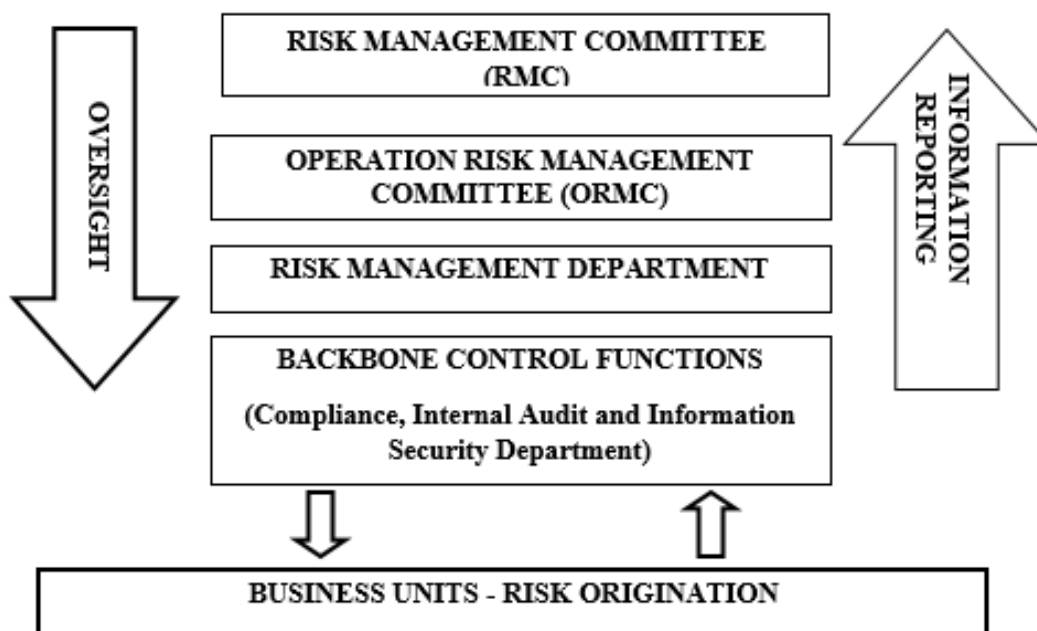 OVERSIGHT
RISK MANAGEMENT COMMITTEE
(RMC)
OPERATION RISK MANAGEMENT
COMMITTEE (ORMC)
RISK MANAGEMENT DEPARTMENT
BACKBONE CONTROL FUNCTIONS
(Compliance, Internal Audit and Information
Security Department)
INFORMATION
REPORTING
BUSINESS UNITS - RISK ORIGINATION